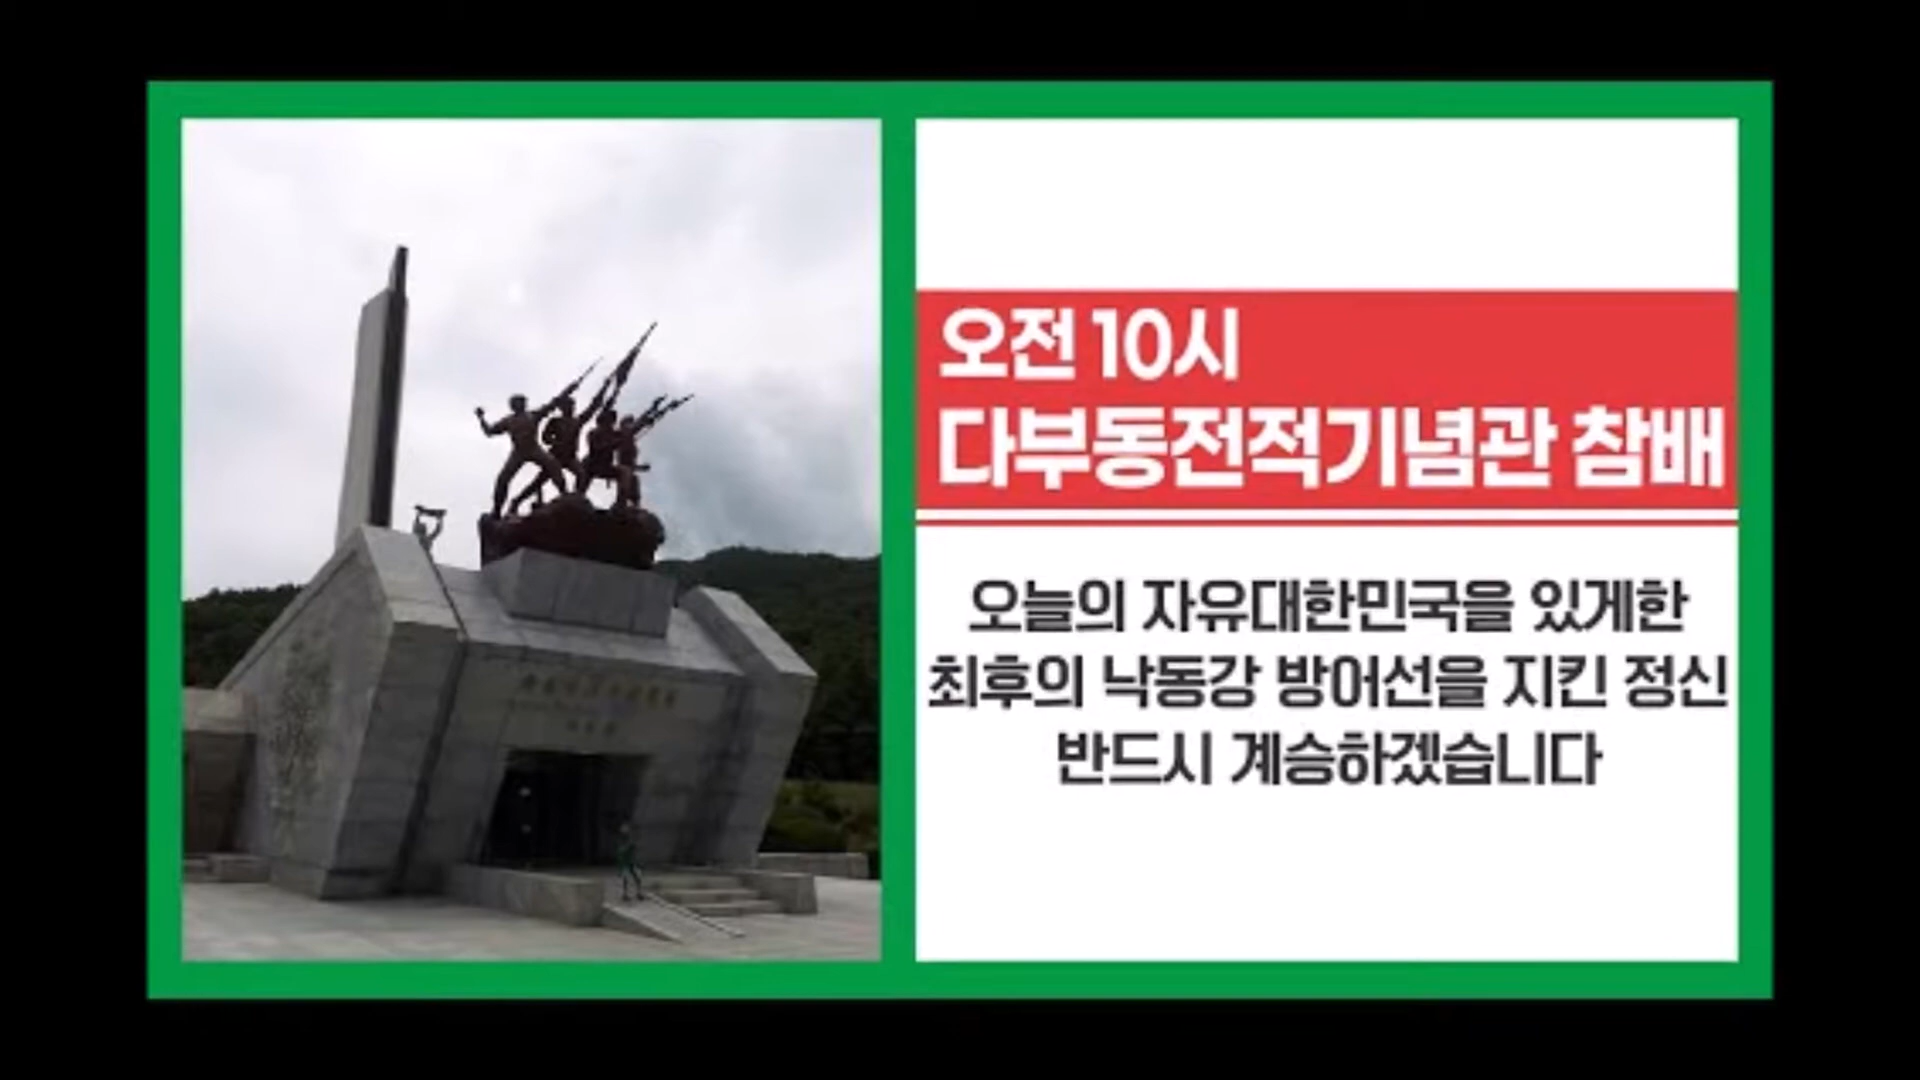 오전 10시
다부동전적기념관 참배
오늘의 자유대한민국을 있게한
최후의 낙동강 방어선을 지킨 정신
반드시 계승하겠습니다